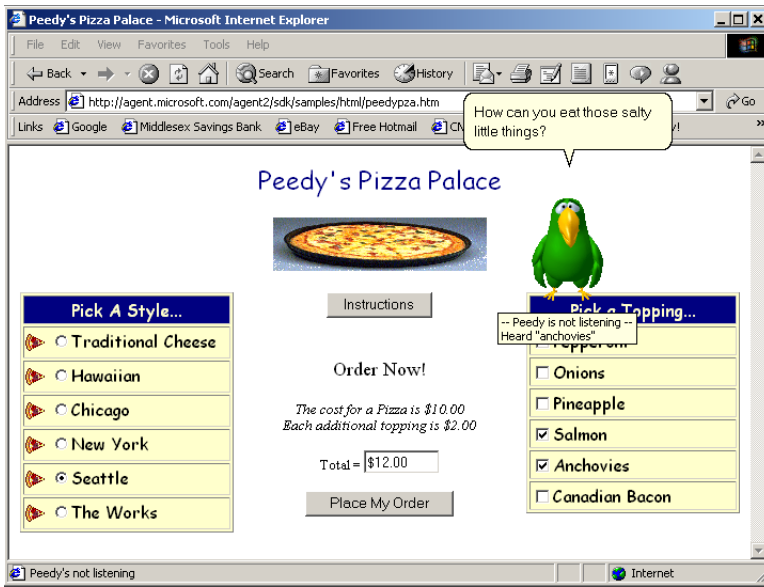 Peedy's Pizza Palace - Microsoft Internet Explorer
File Edit View Favorites Tools Help
Back Search Favorites History
Address http://agent.microsoft.com/agent2/sdk/samples/html/peedypza.htm Go
Links Google Middlesex Savings Bank eBay Free Hotmail y! »
How can you eat those salty
little things?
Peedy's Pizza Palace
Pick A Style...
Traditional Cheese
Hawaiian
Chicago
New York
Seattle
The Works
Instructions
Order Now!
The cost for a Pizza is $10.00
Each additional topping is $2.00
Total = $12.00
Place My Order
Pick a Topping...
-- Peedy is not listening --
Heard "anchovies"
Pepperoni
Onions
Pineapple
Salmon
Anchovies
Canadian Bacon
Peedy's not listening Internet